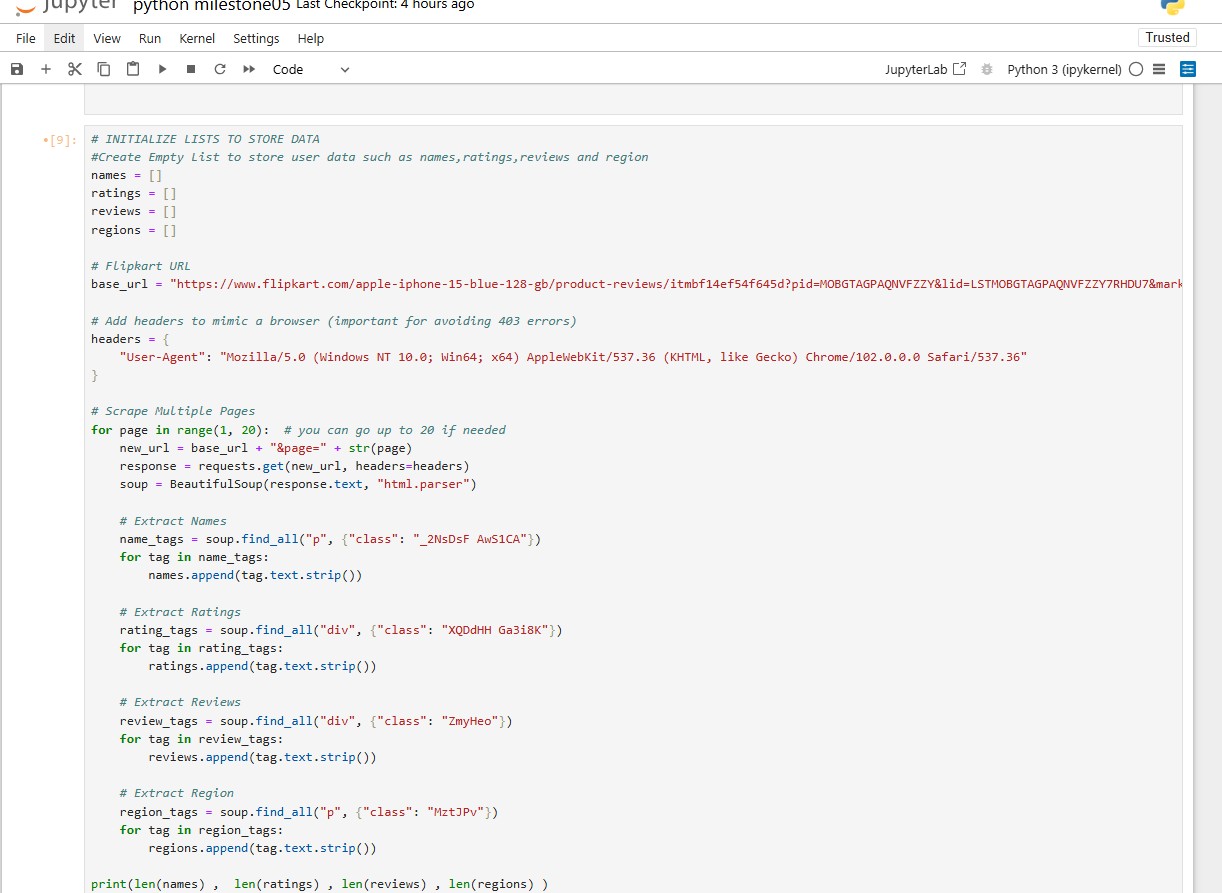 jupyter python milestone05 Last Checkpoint: 4 hours ago
File Edit View Run Kernel Settings Help Trusted
Code JupyterLab Python 3 (ipykernel)
[9]:
# INITIALIZE LISTS TO STORE DATA
#Create Empty List to store user data such as names,ratings,reviews and region
names = []
ratings = []
reviews = []
regions = []
# Flipkart URL
base_url = "https://www.flipkart.com/apple-iphone-15-blue-128-gb/product-reviews/itmbf14ef54f645d?pid=MOBGTAGPAQNVFZZY&lid=LSTMOBGTAGPAQNVFZZY7RHDU7&mark
# Add headers to mimic a browser (important for avoiding 403 errors)
headers = {
    "User-Agent": "Mozilla/5.0 (Windows NT 10.0; Win64; x64) AppleWebKit/537.36 (KHTML, like Gecko) Chrome/102.0.0.0 Safari/537.36"
}
# Scrape Multiple Pages
for page in range(1, 20):  # you can go up to 20 if needed
    new_url = base_url + "&page=" + str(page)
    response = requests.get(new_url, headers=headers)
    soup = BeautifulSoup(response.text, "html.parser")
    # Extract Names
    name_tags = soup.find_all("p", {"class": "_2NsDsF AwS1CA"})
    for tag in name_tags:
        names.append(tag.text.strip())
    # Extract Ratings
    rating_tags = soup.find_all("div", {"class": "XQDdHH Ga3i8K"})
    for tag in rating_tags:
        ratings.append(tag.text.strip())
    # Extract Reviews
    review_tags = soup.find_all("div", {"class": "ZmyHeo"})
    for tag in review_tags:
        reviews.append(tag.text.strip())
    # Extract Region
    region_tags = soup.find_all("p", {"class": "MztJPv"})
    for tag in region_tags:
        regions.append(tag.text.strip())
print(len(names) ,  len(ratings) , len(reviews) , len(regions) )